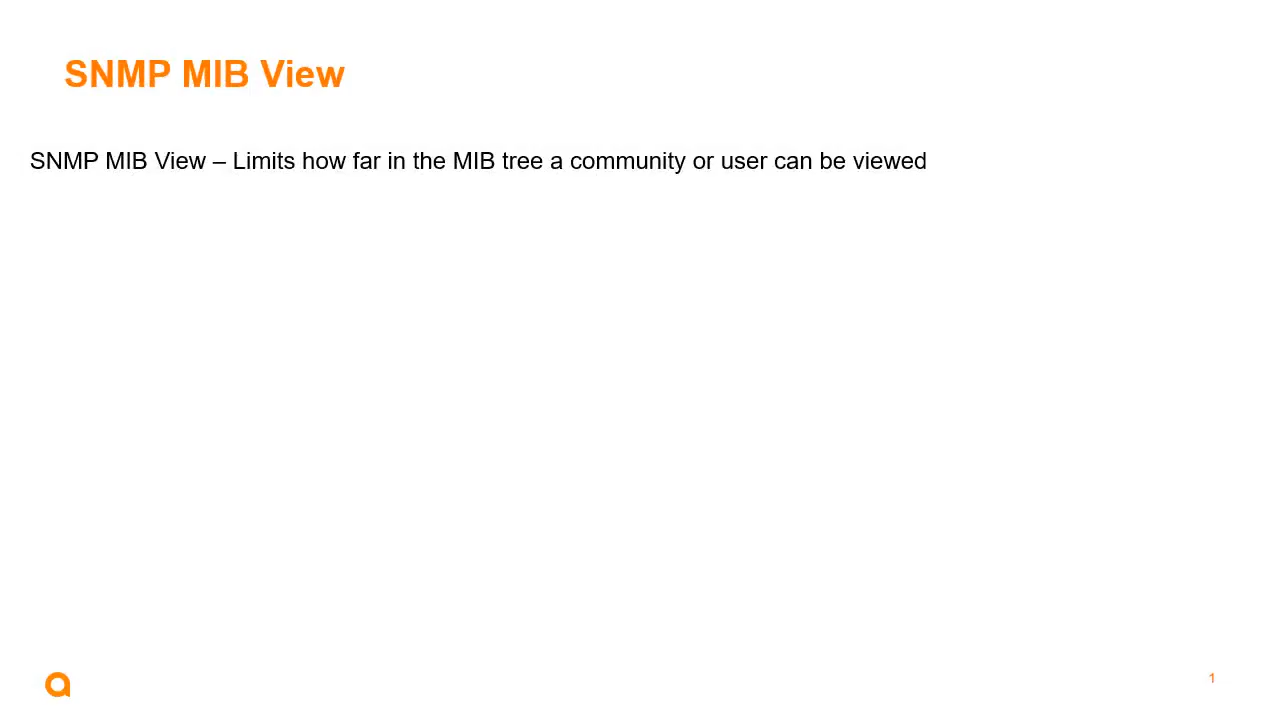 SNMP MIB View
SNMP MIB View – Limits how far in the MIB tree a community or user can be viewed
1